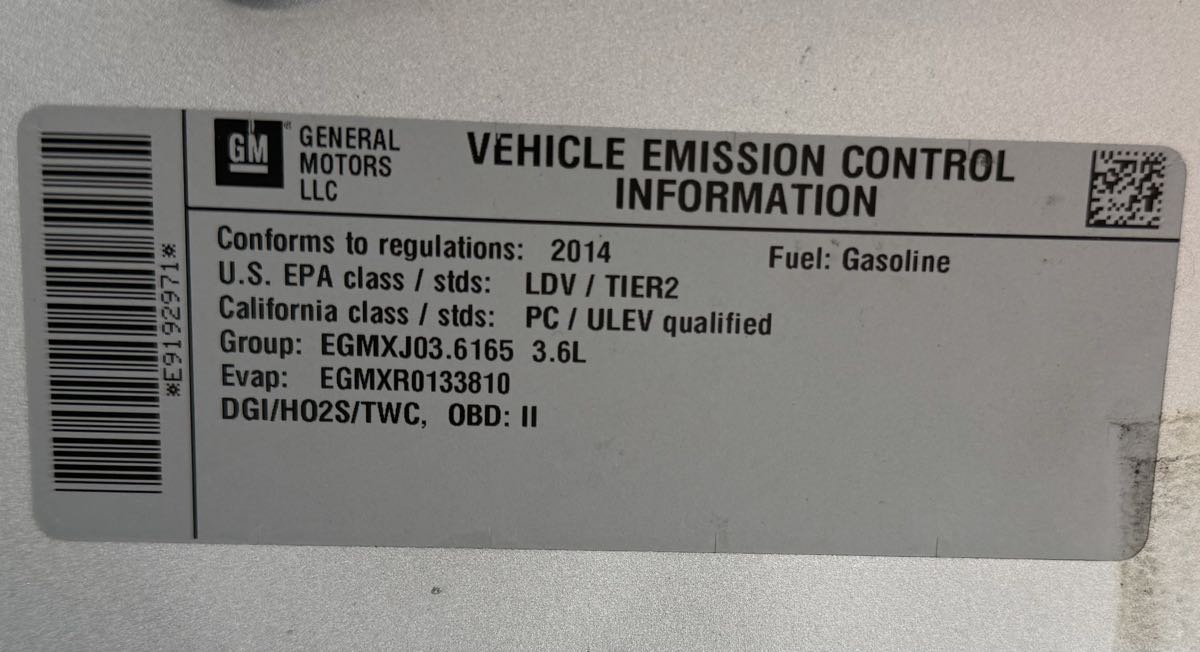 GM
GENERAL
MOTORS
LLC
VEHICLE EMISSION CONTROL
INFORMATION
Conforms to regulations: 2014 Fuel: Gasoline
U.S. EPA class / stds: LDV / TIER2
California class / stds: PC / ULEV qualified
Group: EGMXJ03.6165 3.6L
Evap: EGMXR0133810
DGI/HO2S/TWC, OBD: II
*E9192971*